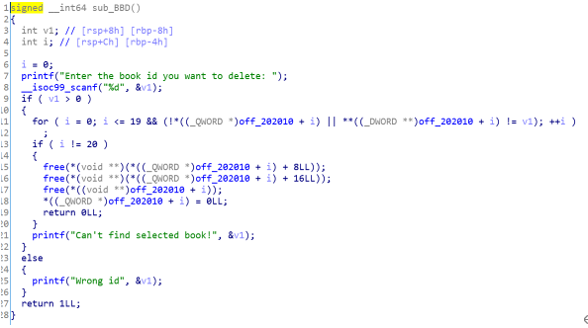 1 signed __int64 sub_BBD()
2 {
3 int v1; // [rsp+8h] [rbp-8h]
4 int i; // [rsp+Ch] [rbp-4h]
5
6 i = 0;
7 printf("Enter the book id you want to delete: ");
8 __isoc99_scanf("%d", &v1);
9 if ( v1 > 0 )
10 {
11 for ( i = 0; i <= 19 && (!*((_QWORD *)off_202010 + i) || **((_DWORD **)off_202010 + i) != v1); ++i )
12 ;
13 if ( i != 20 )
14 {
15 free(*(void **)(*((_QWORD *)off_202010 + i) + 8LL));
16 free(*(void **)(*((_QWORD *)off_202010 + i) + 16LL));
17 free(*((void **)off_202010 + i));
18 *((_QWORD *)off_202010 + i) = 0LL;
19 return 0LL;
20 }
21 printf("Can't find selected book!", &v1);
22 }
23 else
24 {
25 printf("Wrong id", &v1);
26 }
27 return 1LL;
28 }